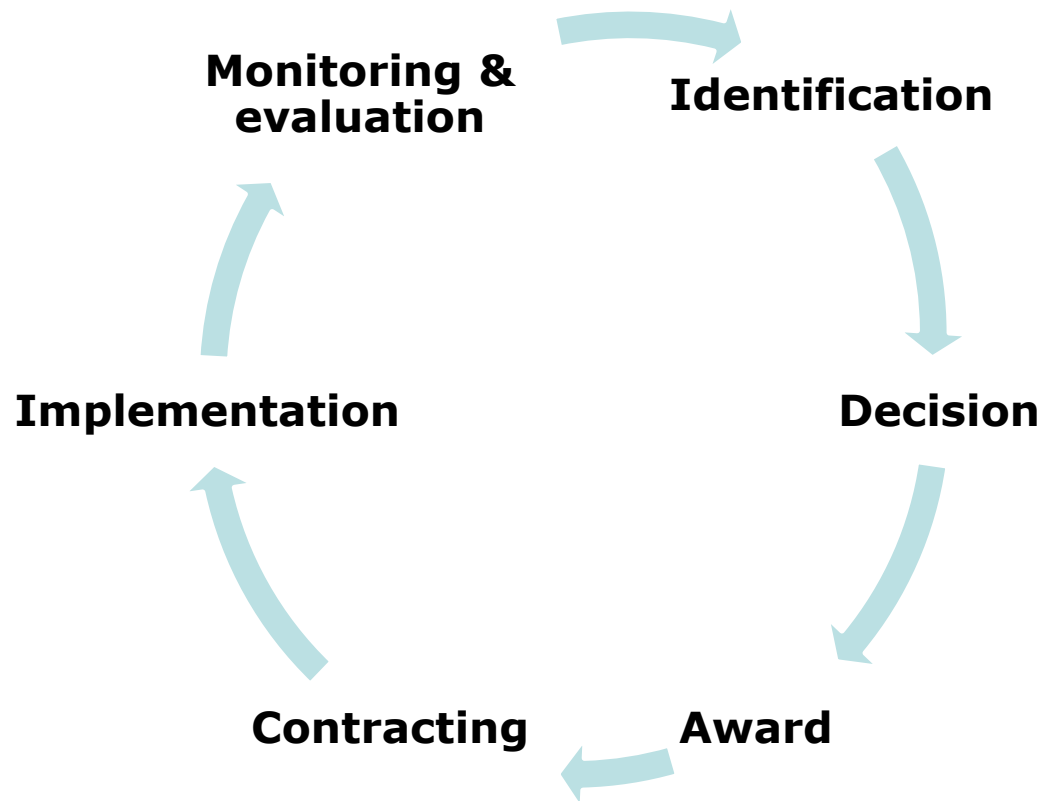 Monitoring &
evaluation
Identification
Decision
Award
Contracting
Implementation